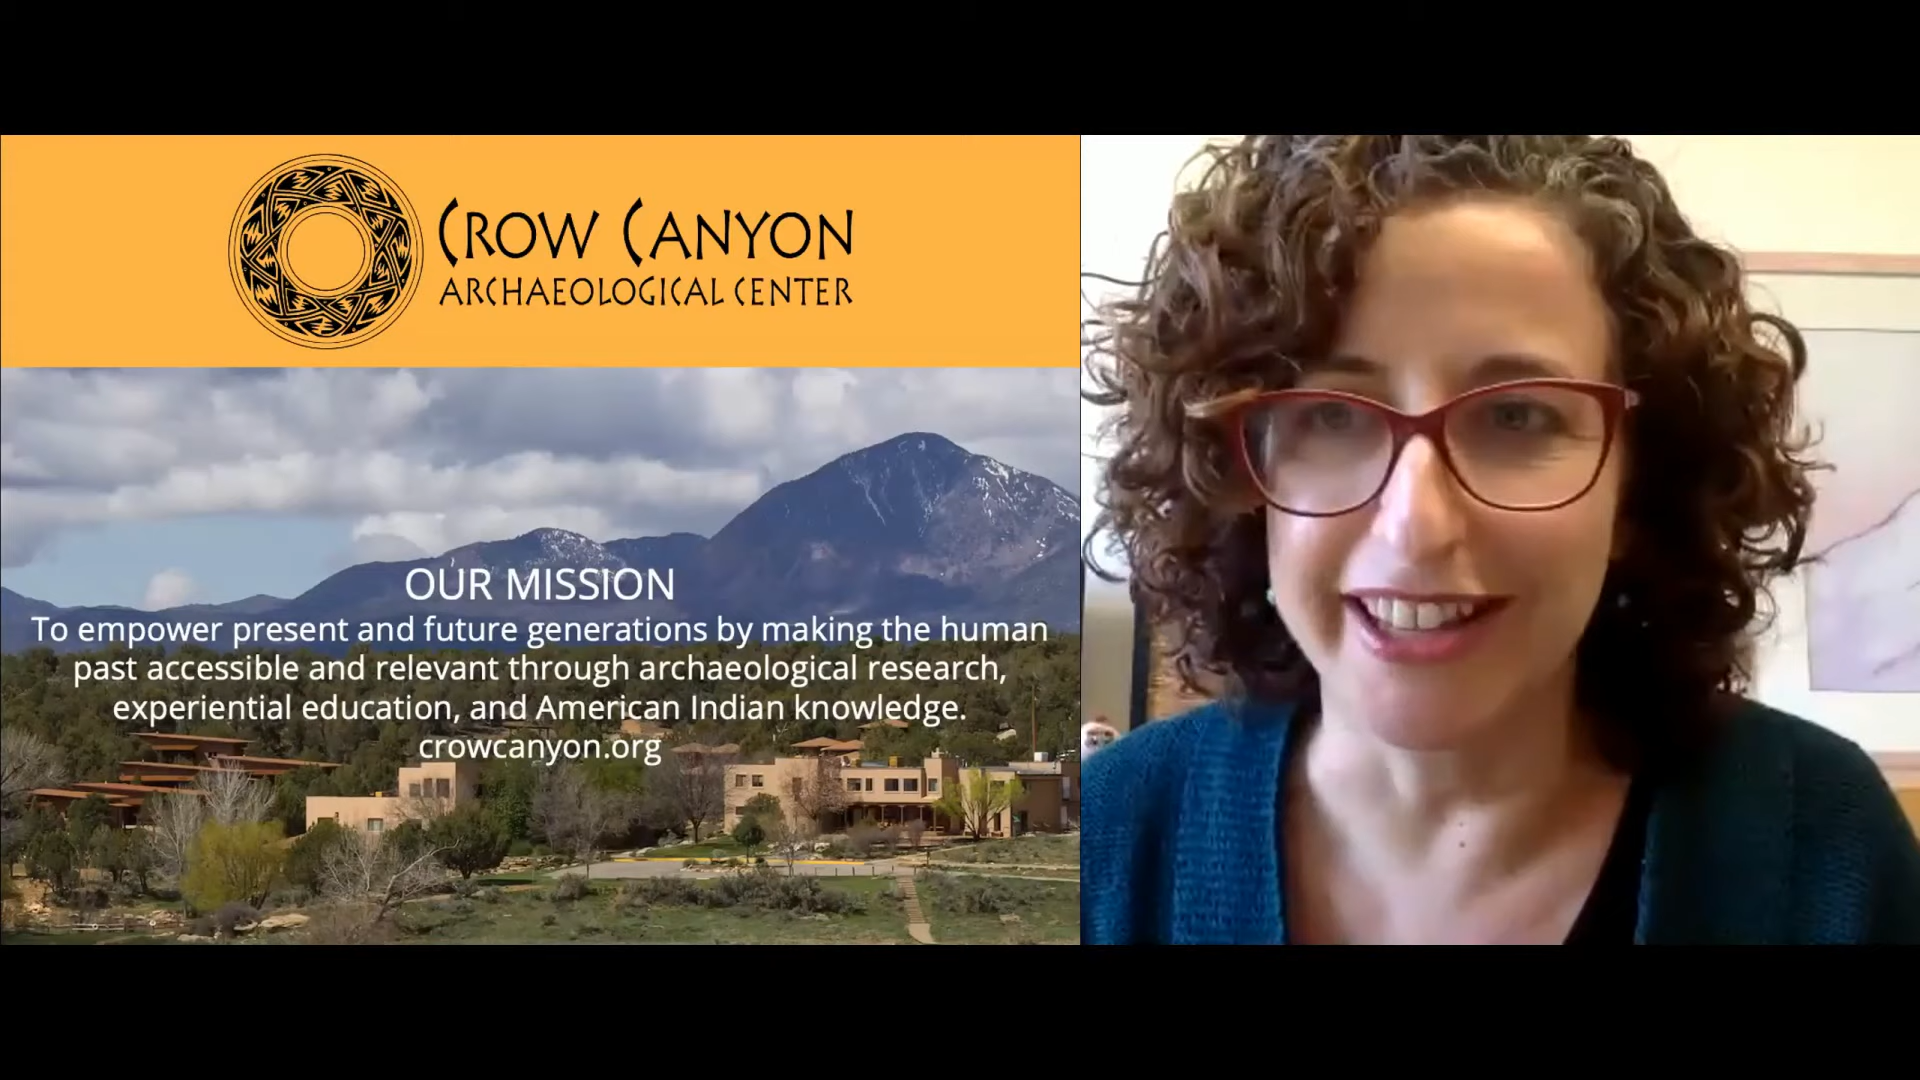 CROW CANYON
ARCHAEOLOGICAL CENTER
OUR MISSION
To empower present and future generations by making the human
past accessible and relevant through archaeological research,
experiential education, and American Indian knowledge.
crowcanyon.org